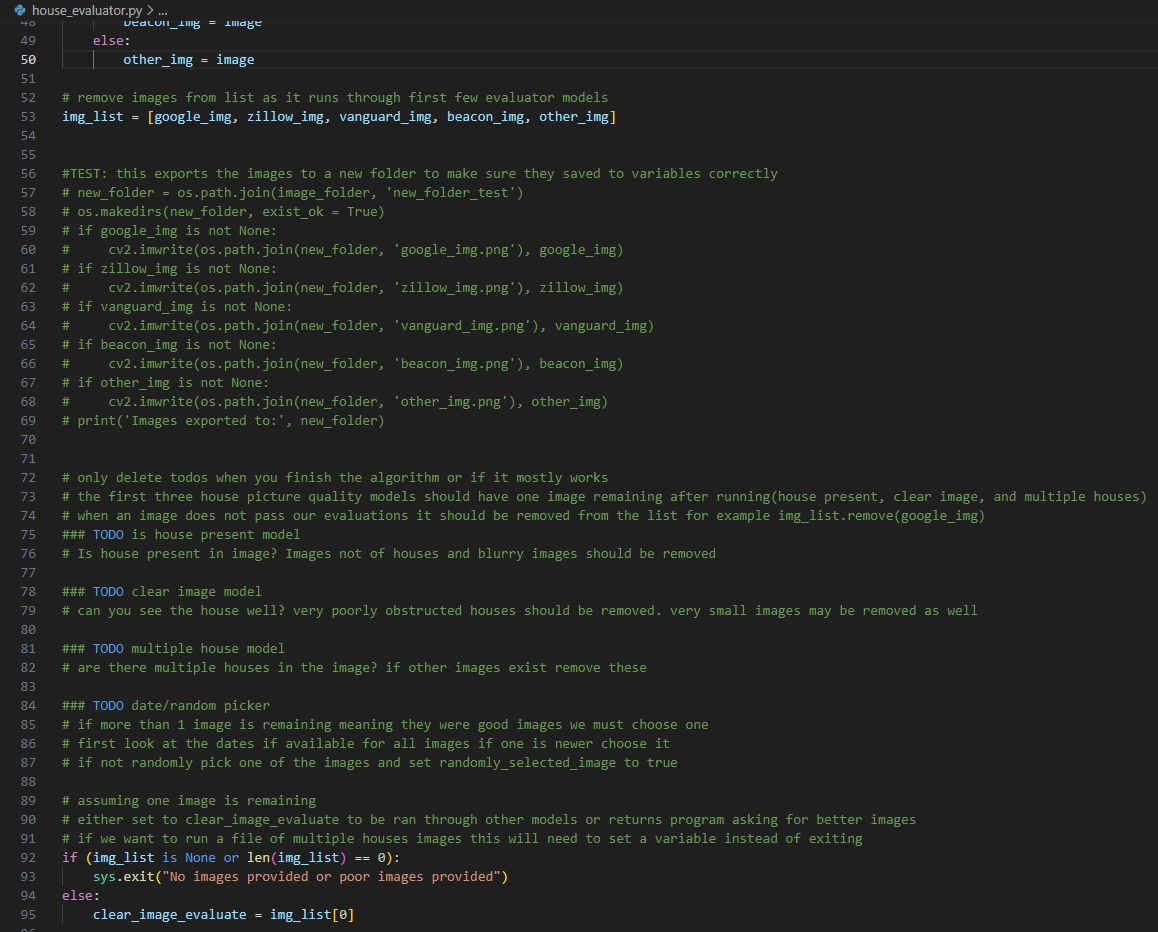 house_evaluator.py > ...
48 beacon_img = image
49 else:
50 other_img = image
51
52 # remove images from list as it runs through first few evaluator models
53 img_list = [google_img, zillow_img, vanguard_img, beacon_img, other_img]
54
55
56 #TEST: this exports the images to a new folder to make sure they saved to variables correctly
57 # new_folder = os.path.join(image_folder, 'new_folder_test')
58 # os.makedirs(new_folder, exist_ok = True)
59 # if google_img is not None:
60 #     cv2.imwrite(os.path.join(new_folder, 'google_img.png'), google_img)
61 # if zillow_img is not None:
62 #     cv2.imwrite(os.path.join(new_folder, 'zillow_img.png'), zillow_img)
63 # if vanguard_img is not None:
64 #     cv2.imwrite(os.path.join(new_folder, 'vanguard_img.png'), vanguard_img)
65 # if beacon_img is not None:
66 #     cv2.imwrite(os.path.join(new_folder, 'beacon_img.png'), beacon_img)
67 # if other_img is not None:
68 #     cv2.imwrite(os.path.join(new_folder, 'other_img.png'), other_img)
69 # print('Images exported to:', new_folder)
70
71
72 # only delete todos when you finish the algorithm or if it mostly works
73 # the first three house picture quality models should have one image remaining after running(house present, clear image, and multiple houses)
74 # when an image does not pass our evaluations it should be removed from the list for example img_list.remove(google_img)
75 ### TODO is house present model
76 # Is house present in image? Images not of houses and blurry images should be removed
77
78 ### TODO clear image model
79 # can you see the house well? very poorly obstructed houses should be removed. very small images may be removed as well
80
81 ### TODO multiple house model
82 # are there multiple houses in the image? if other images exist remove these
83
84 ### TODO date/random picker
85 # if more than 1 image is remaining meaning they were good images we must choose one
86 # first look at the dates if available for all images if one is newer choose it
87 # if not randomly pick one of the images and set randomly_selected_image to true
88
89 # assuming one image is remaining
90 # either set to clear_image_evaluate to be ran through other models or returns program asking for better images
91 # if we want to run a file of multiple houses images this will need to set a variable instead of exiting
92 if (img_list is None or len(img_list) == 0):
93 sys.exit("No images provided or poor images provided")
94 else:
95 clear_image_evaluate = img_list[0]